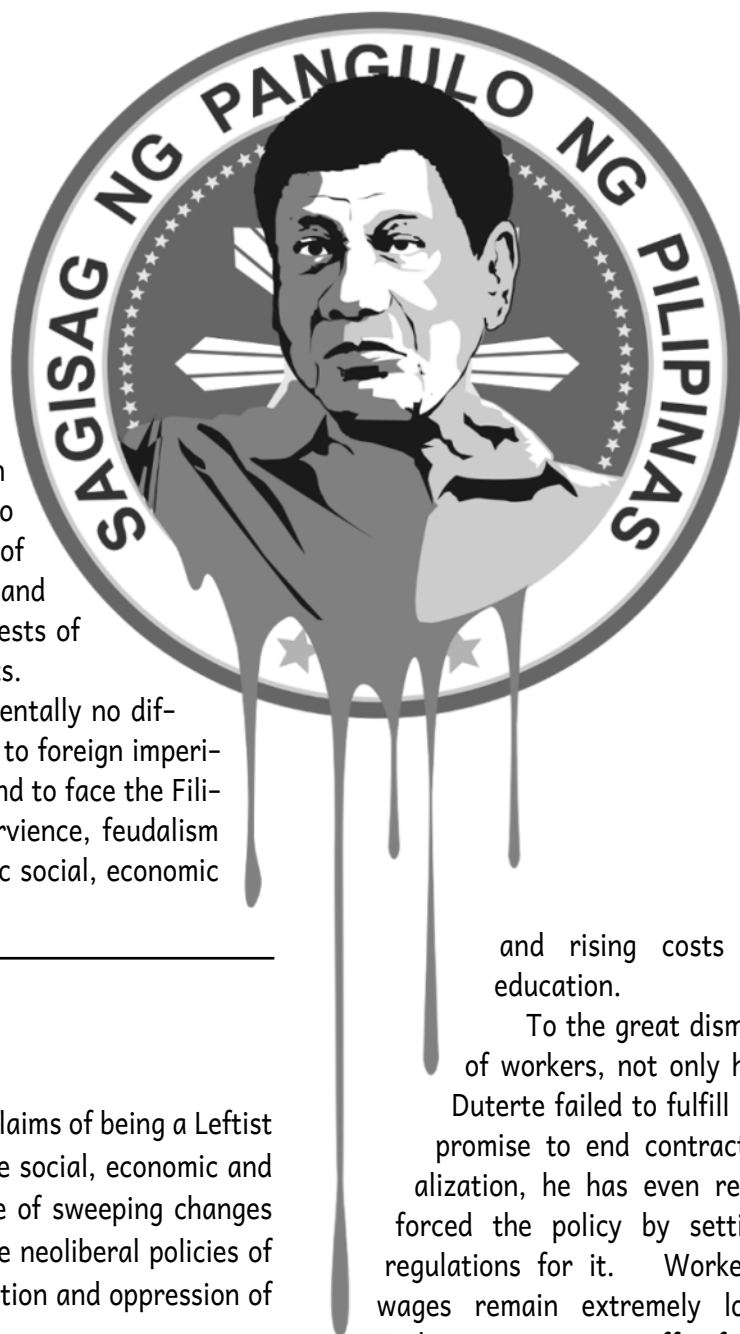 SAGISAG NG PANGULO NG PILIPINAS
of
and
ests of
entally no dif-
to foreign imperi-
nd to face the Fili-
rvience, feudalism
c social, economic
laims of being a Leftist
e social, economic and
e of sweeping changes
e neoliberal policies of
tion and oppression of
and rising costs
education.
To the great dism
of workers, not only h
Duterte failed to fulfill
promise to end contract
alization, he has even re
forced the policy by setti
regulations for it. Worke
wages remain extremely lo